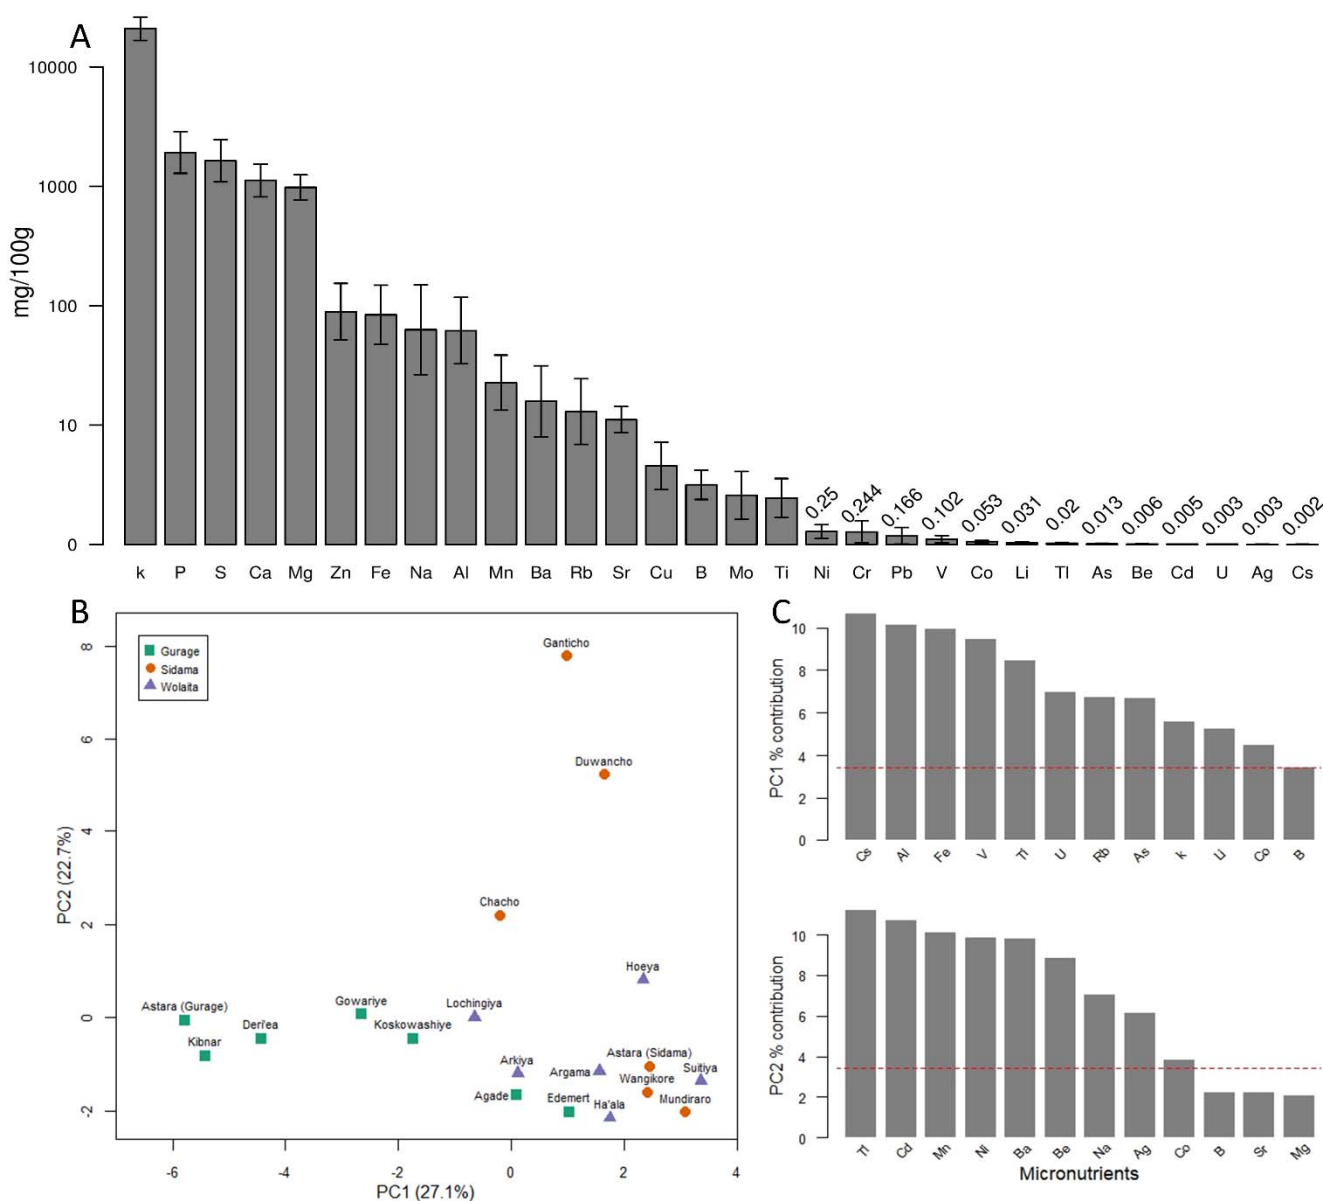 A
mg/100g
10000
1000
100
10
0
0.25 0.244 0.166 0.102 0.053 0.031 0.02 0.013 0.006 0.005 0.003 0.003 0.002
k P S Ca Mg Zn Fe Na Al Mn Ba Rb Sr Cu B Mo Ti Ni Cr Pb V Co Li Tl As Be Cd U Ag Cs
B
Gurage
Sidama
Wolaita
PC2 (22.7%)
8
6
4
2
0
-2
Ganticho
Duwancho
Chacho
Hoeya
Astara (Gurage)
Gowariye
Lochingiya
Kibnar
Deri'ea
Koskowashiye
Arkiya
Argama
Astara (Sidama)
Suitiya
Wangikore
Agade
Edemert
Ha'ala
Mundiraro
-6 -4 -2 0 2 4
PC1 (27.1%)
C
PC1 % contribution
10
8
6
4
2
0
Cs Al Fe V Ti U Rb As k Li Co B
PC2 % contribution
10
8
6
4
2
0
Tl Cd Mn Ni Ba Be Na Ag Co B Sr Mg
Micronutrients